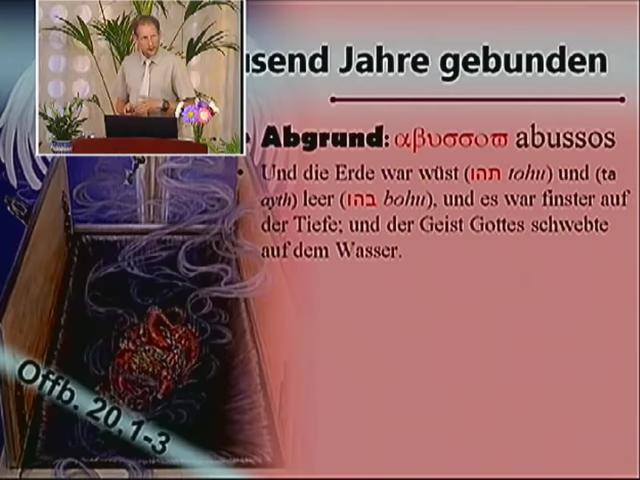 usend Jahre gebunden
• Abgrund: αβυσσοϖ abussos
• Und die Erde war wüst (תהו tohu) und (ta
ayth) leer (בהו bohu), und es war finster auf
der Tiefe; und der Geist Gottes schwebte
auf dem Wasser.
Offb. 20,1-3